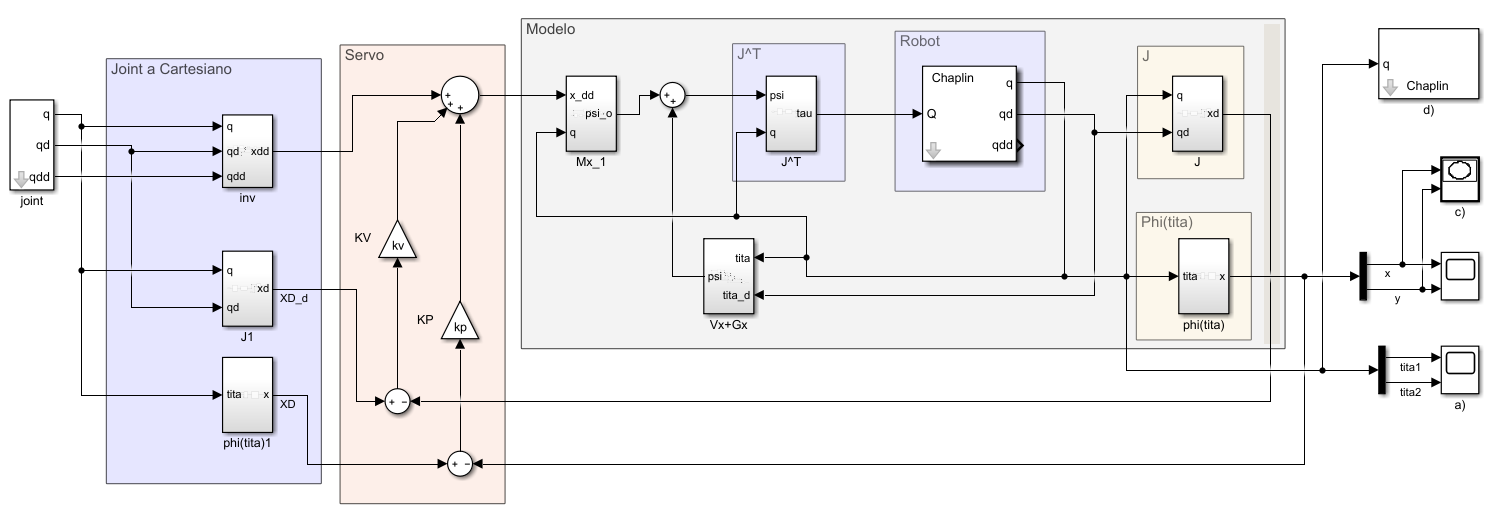 Joint a Cartesiano
q
qd
qdd
joint
q
qd
xdd
qdd
inv
q
xd
qd
J1
XD_d
tita
x
phi(tita)1
XD
Servo
+
+
+
KV
kv
KP
kp
+ −
+ −
Modelo
x_dd
psi_o
q
Mx_1
+
+
J^T
psi
tau
q
J^T
Robot
Chaplin
Q
q
qd
qdd
J
q
xd
qd
J
tita
psi
tita_d
Vx+Gx
Phi(tita)
tita
x
phi(tita)
q
Chaplin
d)
c)
x
y
tita1
tita2
a)